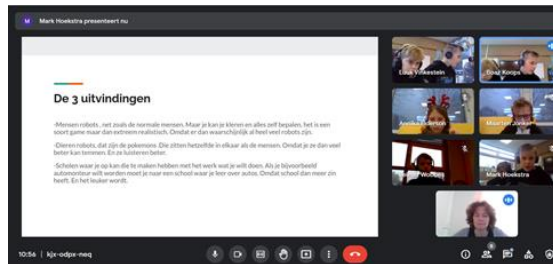 M Mark Hoekstra presenteert nu
De 3 uitvindingen
-Mensen robots , net zoals de normale mensen. Maar je kan je kleren en alles zelf bepalen, het is een
soort game maar dan extreem realistisch. Omdat er dan waarschijnlijk al heel veel robots zijn.
-Dieren robots, dat zijn de pokemons. Die zitten hetzelfde in elkaar als de mensen. Omdat je ze dan veel
beter kan temmen. En ze luisteren beter.
-Scholen waar je op kan die te maken hebben met het werk wat je wilt doen. Als je bijvoorbeeld
automonteur wilt worden moet je naar een school waar je leer over autos. Omdat school dan meer zin
heeft. En het leuker wordt.
Luuk Vinkestein
Boaz Koops
Anderson
Maarten Jonker
Wobben
Mark Hoekstra
10:56 | kjx-odpx-neq